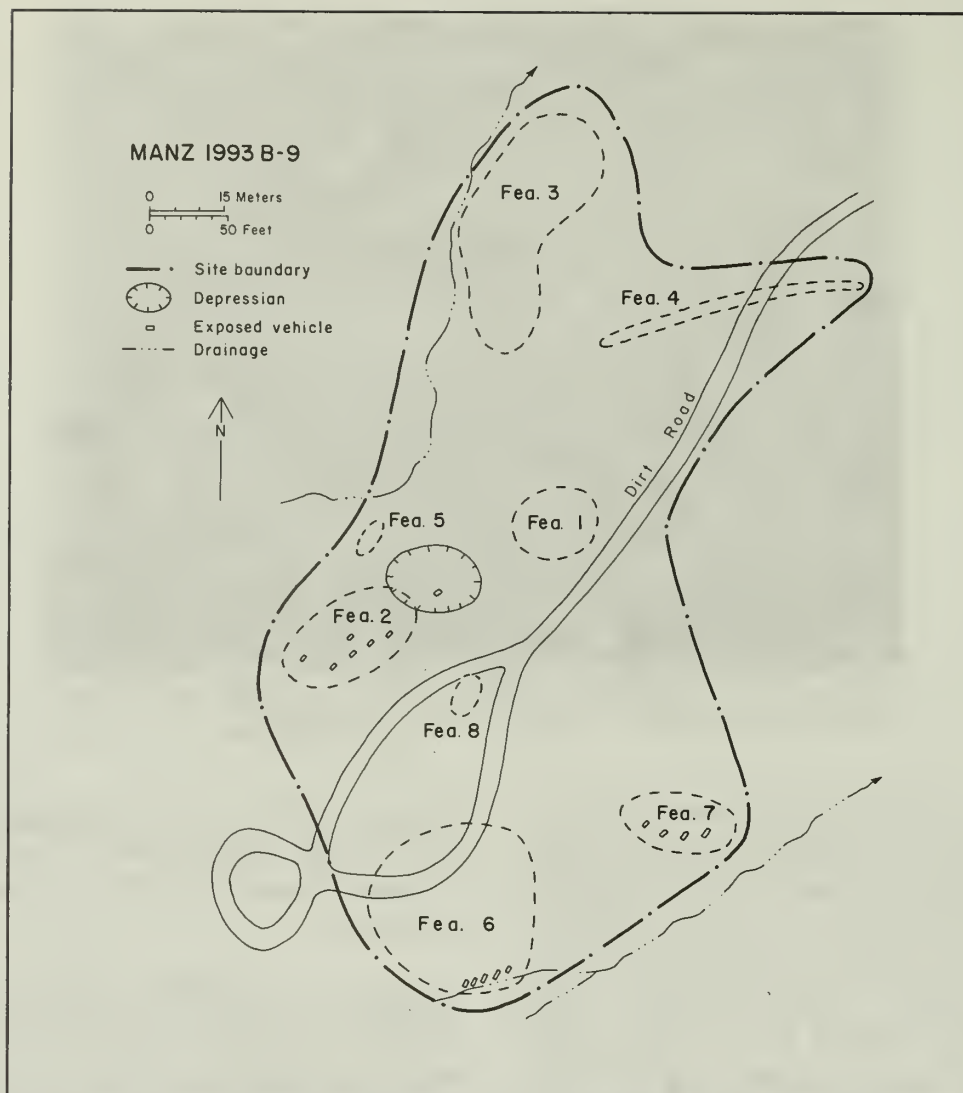 MANZ 1993 B-9
0 15 Meters
0 50 Feet
Site boundary
Depressian
Exposed vehicle
Drainage
N
Fea. 3
Fea. 4
Dirt Road
Fea. 1
Fea. 5
Fea. 2
Fea. 8
Fea. 7
Fea. 6